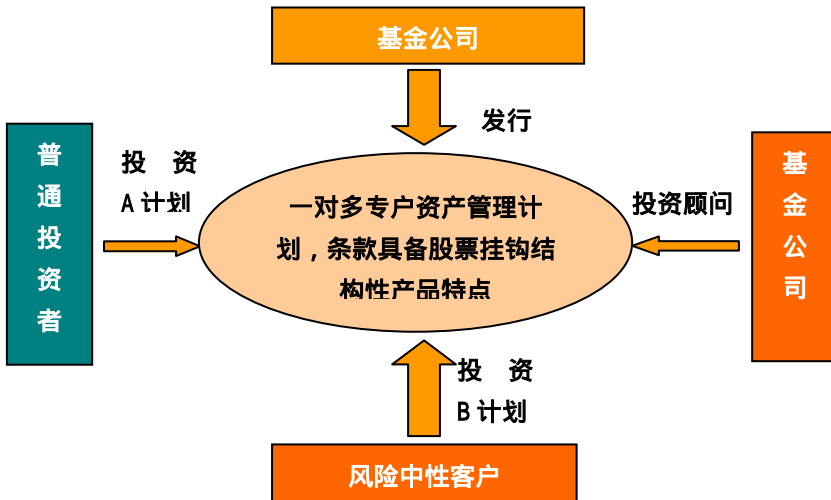 基金公司
发行
普
通
投
资
者
投 资
A 计划
一对多专户资产管理计
划，条款具备股票挂钩结
构性产品特点
投资顾问
基
金
公
司
投 资
B 计划
风险中性客户